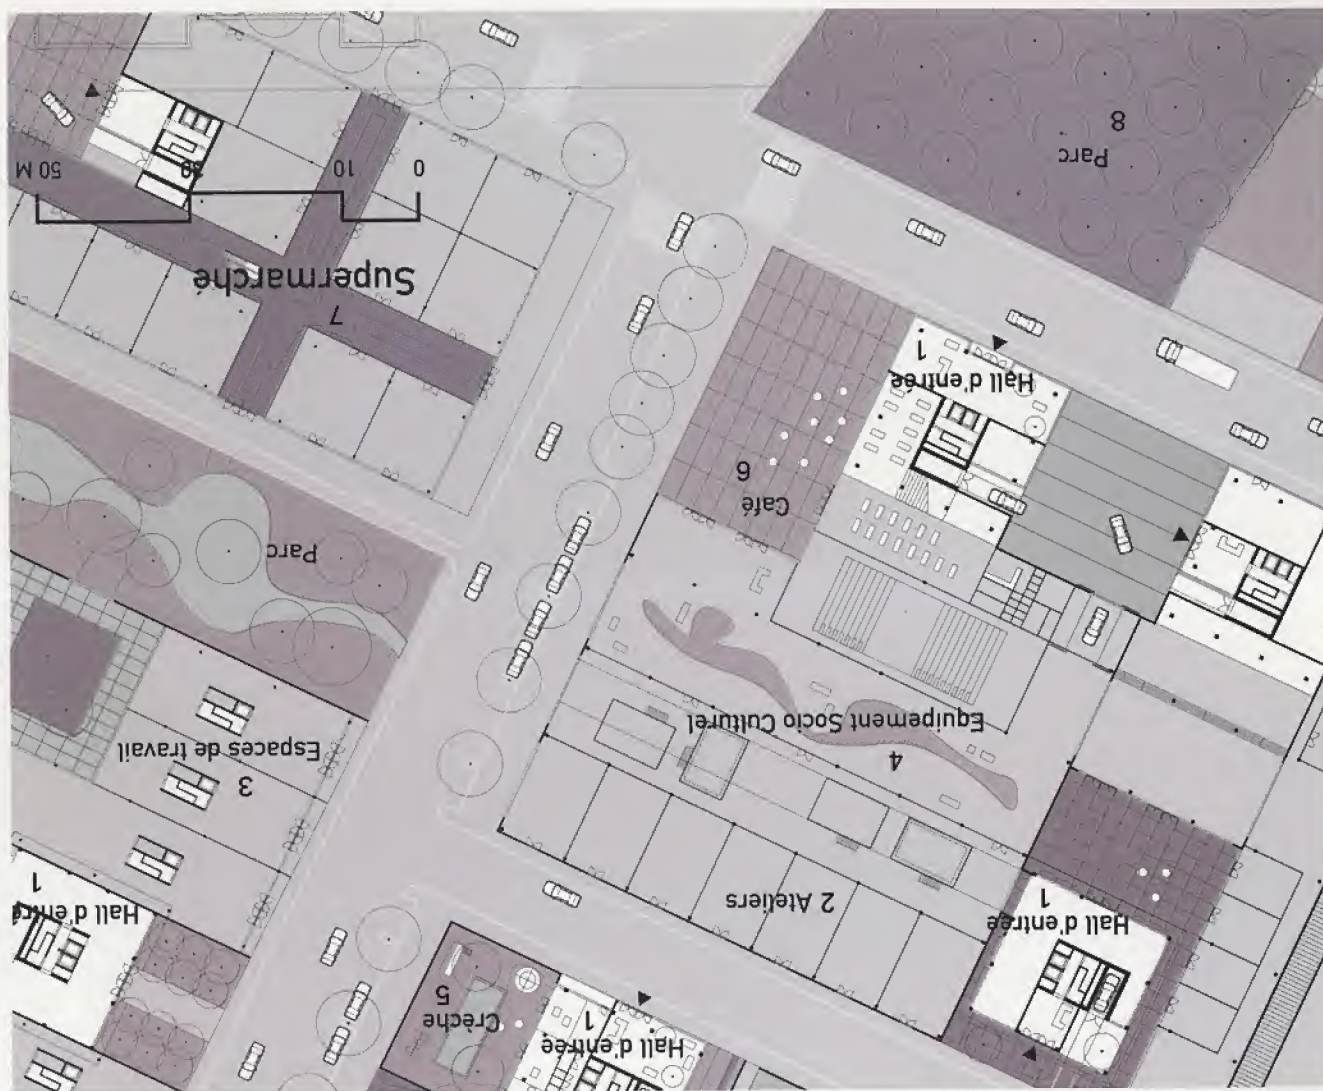 Hall d'entrée
1
Crèche
5
Hall d'entrée
1
2 Ateliers
Hall d'entré
1
3
Espaces de travail
4
Equipement Socio Culturel
Parc
Café
6
Hall d'entrée
1
7
Supermarché
0 10 30 50 M
Parc
8